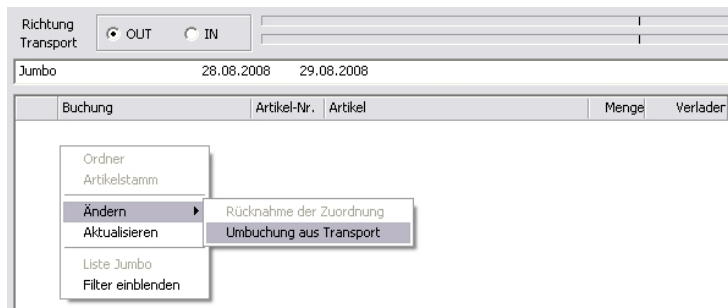 Richtung Transport OUT IN
Jumbo 28.08.2008 29.08.2008
Buchung Artikel-Nr. Artikel Menge Verlader
Ordner
Artikelstamm
Ändern Rücknahme der Zuordnung
Aktualisieren Umbuchung aus Transport
Liste Jumbo
Filter einblenden